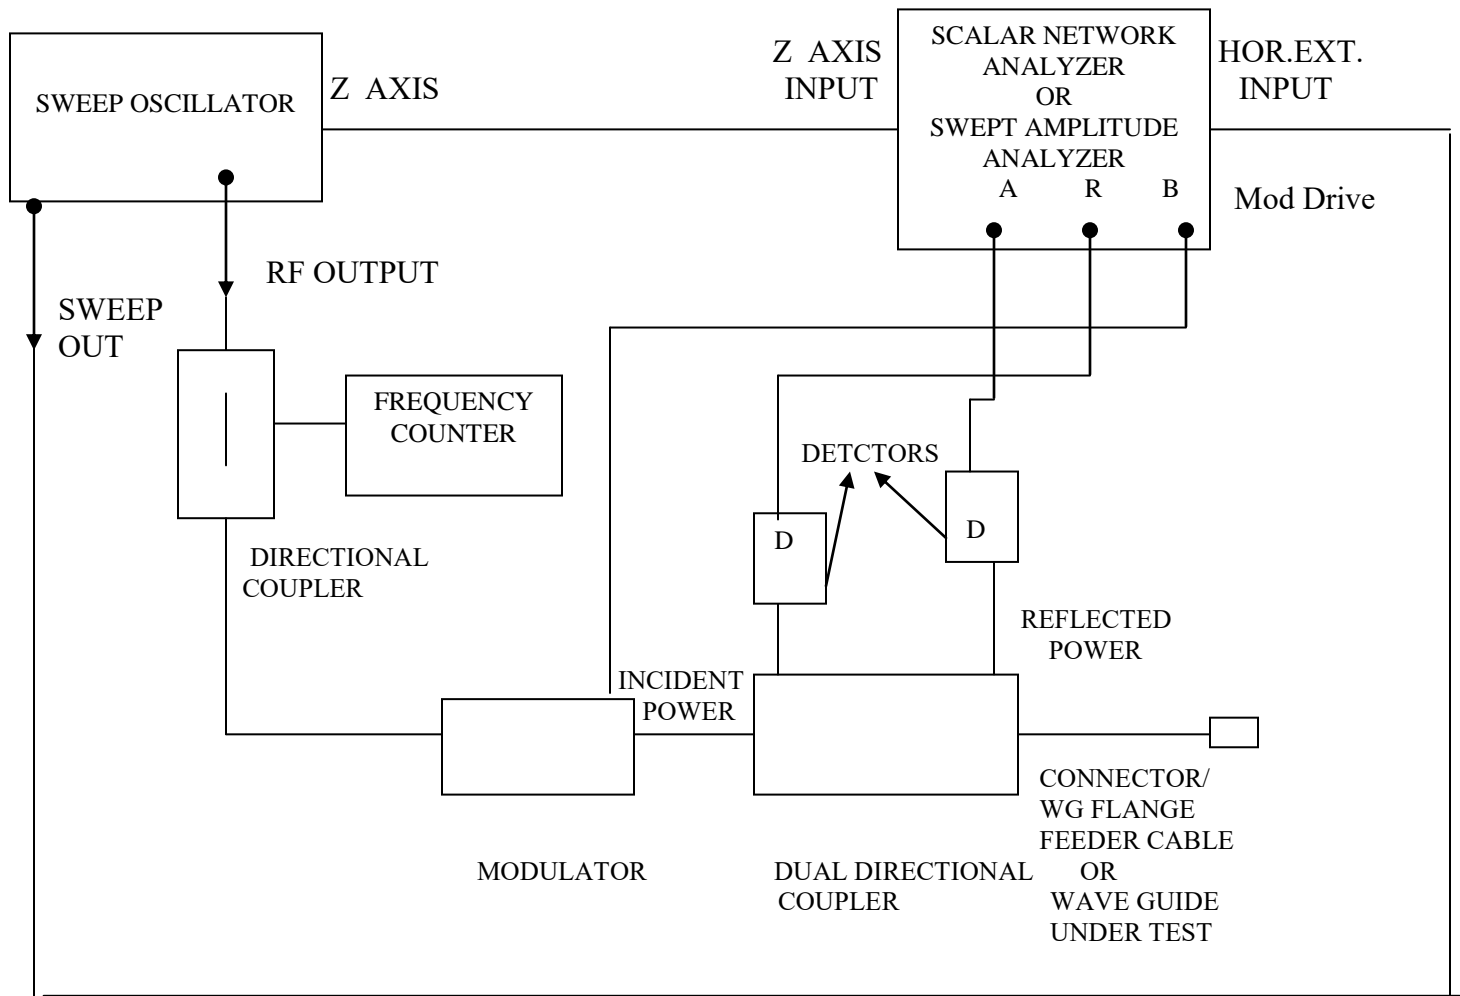 SWEEP OSCILLATOR
Z AXIS
Z AXIS
INPUT
SCALAR NETWORK
ANALYZER
OR
SWEPT AMPLITUDE
ANALYZER
A R B
HOR.EXT.
INPUT
Mod Drive
RF OUTPUT
SWEEP
OUT
FREQUENCY
COUNTER
DETCTORS
D
D
DIRECTIONAL
COUPLER
REFLECTED
POWER
INCIDENT
POWER
CONNECTOR/
WG FLANGE
FEEDER CABLE
OR
WAVE GUIDE
UNDER TEST
MODULATOR
DUAL DIRECTIONAL
COUPLER